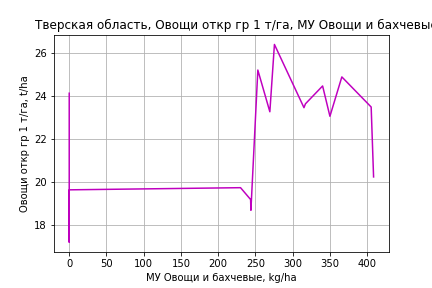 Тверская область, Овощи откр гр 1 т/га, МУ Овощи и бахчевые
26
24
22
20
18
Овощи откр гр 1 т/га, t/ha
0 50 100 150 200 250 300 350 400
МУ Овощи и бахчевые, kg/ha